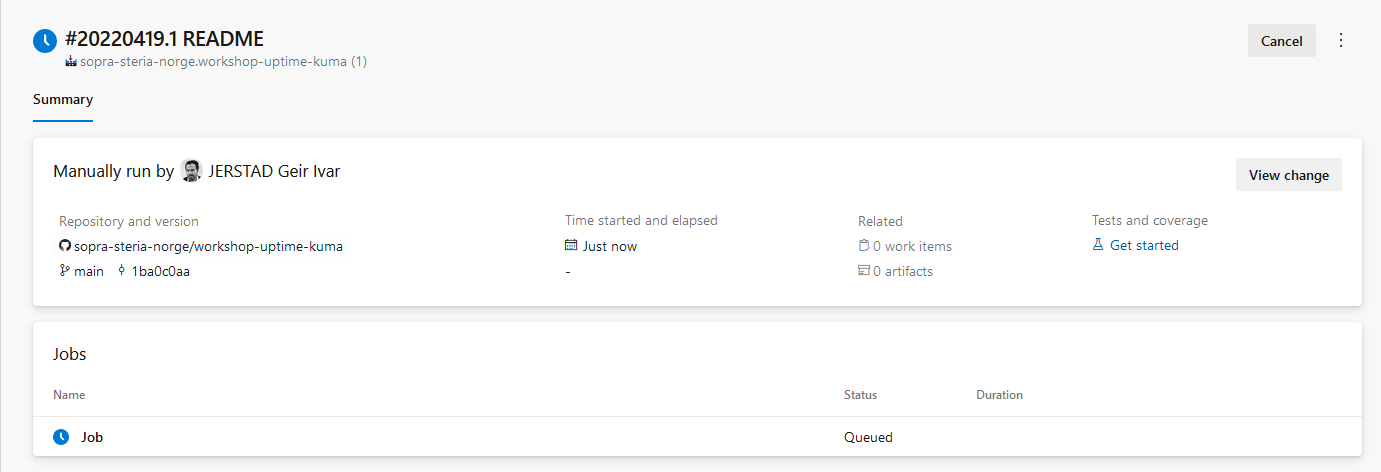 #20220419.1 README
Cancel
sopra-steria-norge.workshop-uptime-kuma (1)
Summary
Manually run by JERSTAD Geir Ivar
View change
Repository and version
Time started and elapsed
Related
Tests and coverage
sopra-steria-norge/workshop-uptime-kuma
Just now
0 work items
Get started
main 1ba0c0aa
-
0 artifacts
Jobs
Name Status Duration
Job Queued